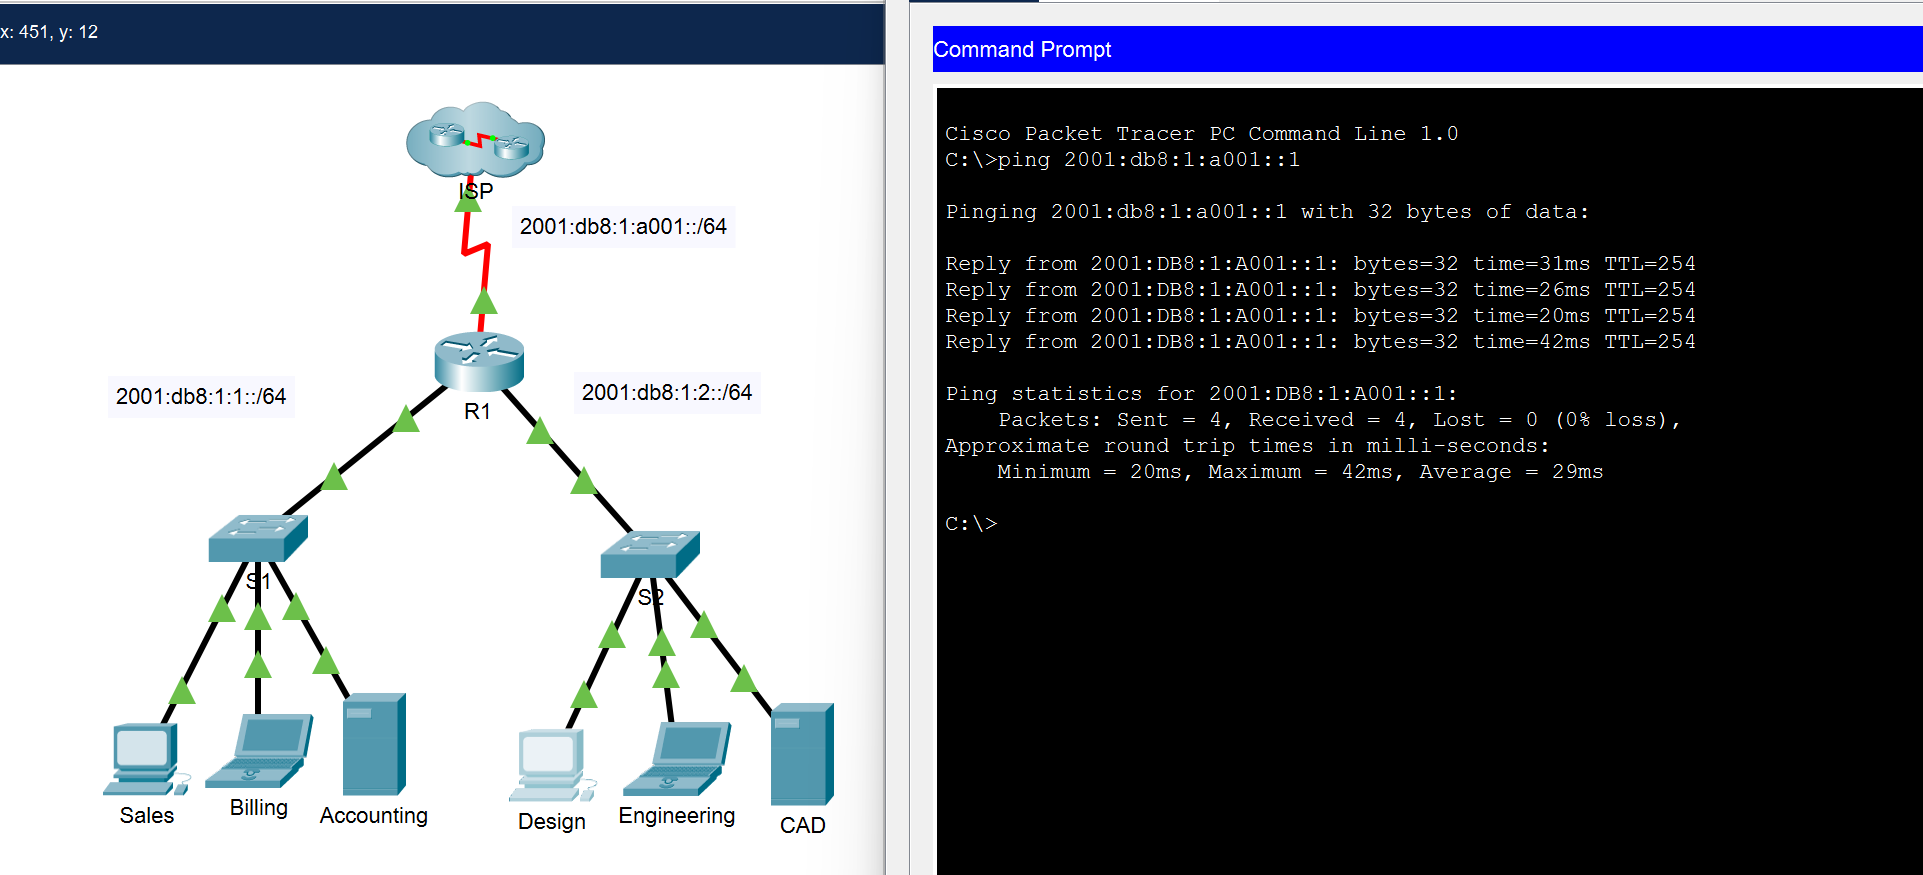 x: 451, y: 12
ISP
2001:db8:1:a001::/64
2001:db8:1:1::/64
2001:db8:1:2::/64
R1
S1
S2
Sales
Billing
Accounting
Design
Engineering
CAD
Command Prompt
Cisco Packet Tracer PC Command Line 1.0
C:\>ping 2001:db8:1:a001::1
Pinging 2001:db8:1:a001::1 with 32 bytes of data:
Reply from 2001:DB8:1:A001::1: bytes=32 time=31ms TTL=254
Reply from 2001:DB8:1:A001::1: bytes=32 time=26ms TTL=254
Reply from 2001:DB8:1:A001::1: bytes=32 time=20ms TTL=254
Reply from 2001:DB8:1:A001::1: bytes=32 time=42ms TTL=254
Ping statistics for 2001:DB8:1:A001::1:
Packets: Sent = 4, Received = 4, Lost = 0 (0% loss),
Approximate round trip times in milli-seconds:
Minimum = 20ms, Maximum = 42ms, Average = 29ms
C:\>